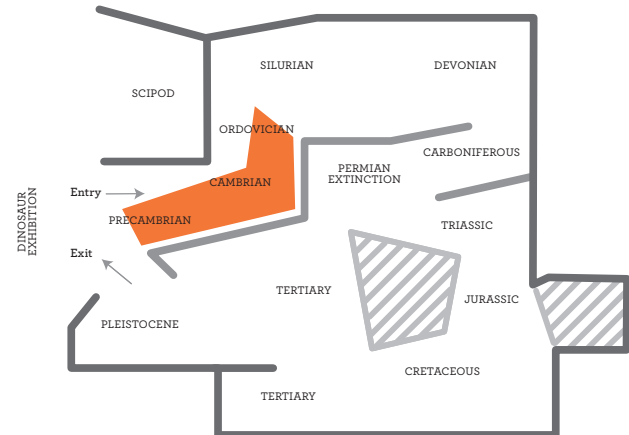 SILURIAN
DEVONIAN
SCIPOD
ORDOVICIAN
CARBONIFEROUS
PERMIAN
EXTINCTION
CAMBRIAN
Entry
PRECAMBRIAN
DINOSAUR
EXHIBITION
TRIASSIC
Exit
TERTIARY
JURASSIC
PLEISTOCENE
CRETACEOUS
TERTIARY